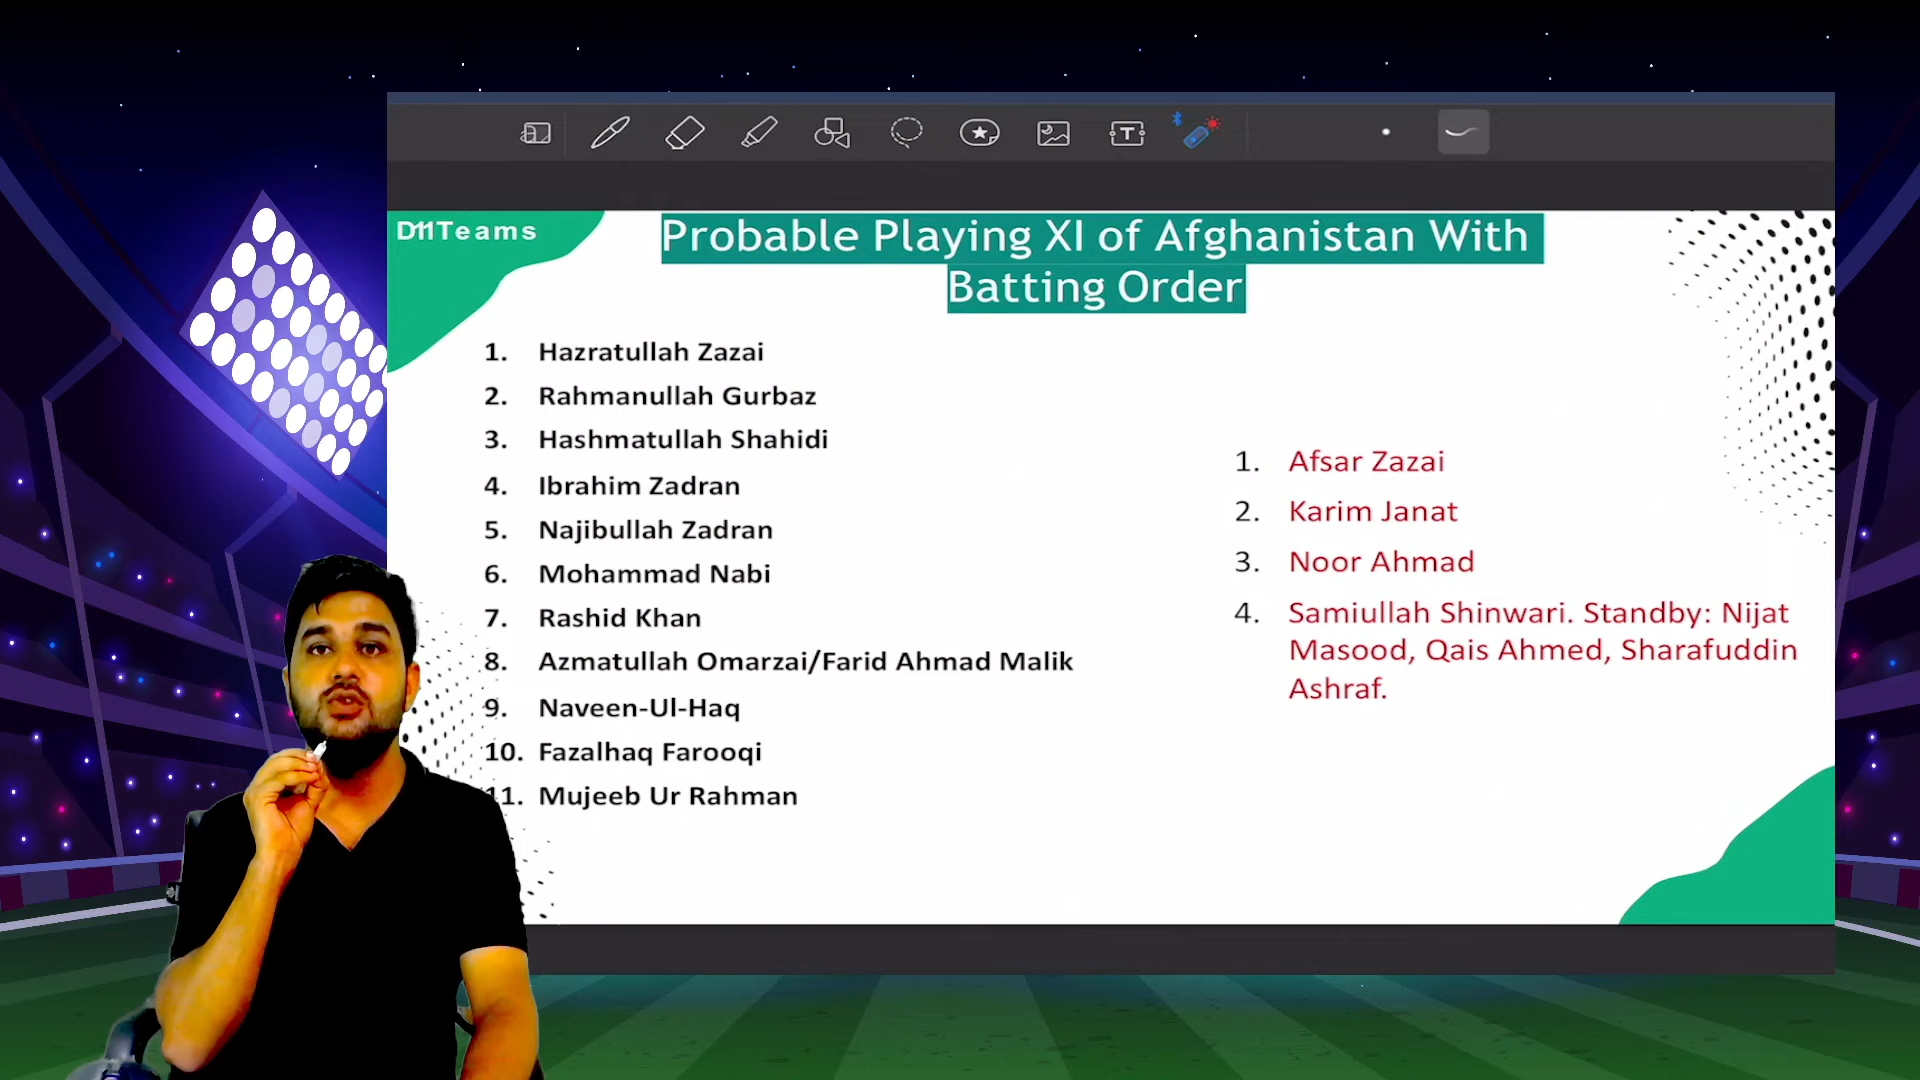 D11Teams
Probable Playing XI of Afghanistan With
Batting Order
1. Hazratullah Zazai
2. Rahmanullah Gurbaz
3. Hashmatullah Shahidi
4. Ibrahim Zadran
5. Najibullah Zadran
6. Mohammad Nabi
7. Rashid Khan
8. Azmatullah Omarzai/Farid Ahmad Malik
9. Naveen-Ul-Haq
10. Fazalhaq Farooqi
11. Mujeeb Ur Rahman
1. Afsar Zazai
2. Karim Janat
3. Noor Ahmad
4. Samiullah Shinwari. Standby: Nijat
Masood, Qais Ahmed, Sharafuddin
Ashraf.